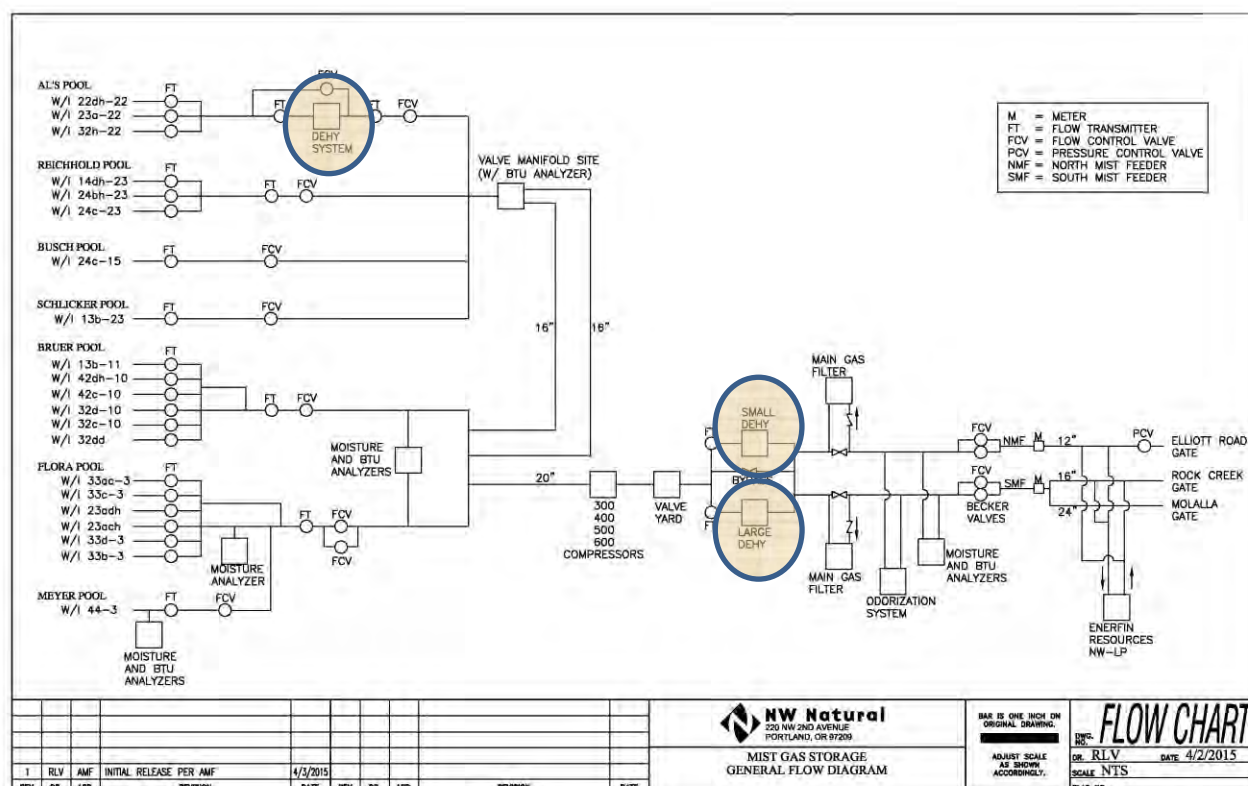 AL'S POOL
FT
W/I 22dh-22
W/I 23a-22
W/I 32h-22
FCV
FT
DEHY
SYSTEM
FT
FCV
REICHHOLD POOL
FT
W/I 14dh-23
W/I 24bh-23
W/I 24c-23
FT
FCV
BUSCH POOL
FT
FCV
W/I 24c-15
SCHLICKER POOL
FT
FCV
W/I 13b-23
BRUER POOL
FT
W/I 13b-11
W/I 42dh-10
W/I 42c-10
W/I 32d-10
W/I 32c-10
W/I 32dd
FT
FCV
FLORA POOL
FT
W/I 33ac-3
W/I 33c-3
W/I 23adh
W/I 23ach
W/I 33d-3
W/I 33b-3
FT
FCV
FCV
MOISTURE
ANALYZER
MEYER POOL
FT
FCV
W/I 44-3
MOISTURE
AND BTU
ANALYZERS
MOISTURE
AND BTU
ANALYZERS
VALVE MANIFOLD SITE
(W/ BTU ANALYZER)
16"
16"
20"
300
400
500
600
COMPRESSORS
VALVE
YARD
SMALL
DEHY
LARGE
DEHY
MAIN GAS
FILTER
MAIN GAS
FILTER
ODORIZATION
SYSTEM
MOISTURE
AND BTU
ANALYZERS
FCV
NMF
M
12"
FCV
SMF
M
BECKER
VALVES
16"
24"
PCV
ELLIOTT ROAD
GATE
ROCK CREEK
GATE
MOLALLA
GATE
ENERFIN
RESOURCES
NW-LP
M = METER
FT = FLOW TRANSMITTER
FCV = FLOW CONTROL VALVE
PCV = PRESSURE CONTROL VALVE
NMF = NORTH MIST FEEDER
SMF = SOUTH MIST FEEDER
1 RLV AMF INITIAL RELEASE PER AMF 4/3/2015
NW Natural
220 NW 2ND AVENUE
PORTLAND, OR 97209
MIST GAS STORAGE
GENERAL FLOW DIAGRAM
BAR IS ONE INCH ON
ORIGINAL DRAWING.
ADJUST SCALE
AS SHOWN
ACCORDINGLY.
DWG. NO. FLOW CHART
DR. RLV DATE 4/2/2015
SCALE NTS